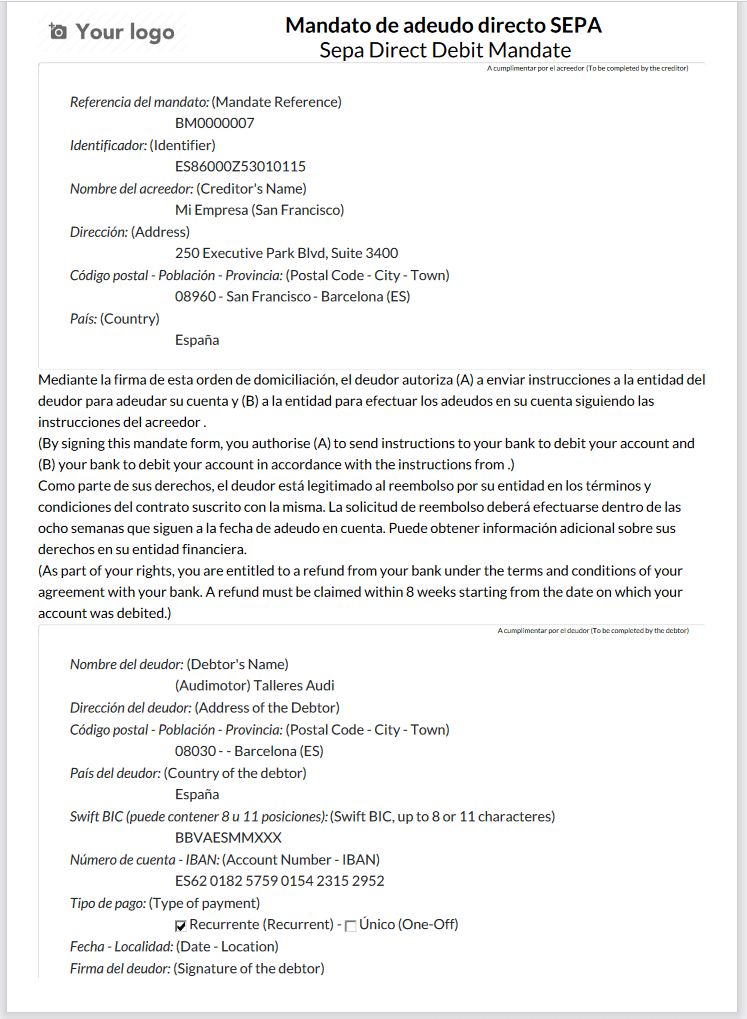 Your logo
Mandato de adeudo directo SEPA
Sepa Direct Debit Mandate
A cumplimentar por el acreedor (To be completed by the creditor)
Referencia del mandato: (Mandate Reference)
BM0000007
Identificador: (Identifier)
ES86000Z53010115
Nombre del acreedor: (Creditor's Name)
Mi Empresa (San Francisco)
Dirección: (Address)
250 Executive Park Blvd, Suite 3400
Código postal - Población - Provincia: (Postal Code - City - Town)
08960 - San Francisco - Barcelona (ES)
País: (Country)
España
Mediante la firma de esta orden de domiciliación, el deudor autoriza (A) a enviar instrucciones a la entidad del
deudor para adeudar su cuenta y (B) a la entidad para efectuar los adeudos en su cuenta siguiendo las
instrucciones del acreedor .
(By signing this mandate form, you authorise (A) to send instructions to your bank to debit your account and
(B) your bank to debit your account in accordance with the instructions from .)
Como parte de sus derechos, el deudor está legitimado al reembolso por su entidad en los términos y
condiciones del contrato suscrito con la misma. La solicitud de reembolso deberá efectuarse dentro de las
ocho semanas que siguen a la fecha de adeudo en cuenta. Puede obtener información adicional sobre sus
derechos en su entidad financiera.
(As part of your rights, you are entitled to a refund from your bank under the terms and conditions of your
agreement with your bank. A refund must be claimed within 8 weeks starting from the date on which your
account was debited.)
A cumplimentar por el deudor (To be completed by the debtor)
Nombre del deudor: (Debtor's Name)
(Audimotor) Talleres Audi
Dirección del deudor: (Address of the Debtor)
Código postal - Población - Provincia: (Postal Code - City - Town)
08030 - - Barcelona (ES)
País del deudor: (Country of the debtor)
España
Swift BIC (puede contener 8 u 11 posiciones): (Swift BIC, up to 8 or 11 characteres)
BBVAESMMXXX
Número de cuenta - IBAN: (Account Number - IBAN)
ES62 0182 5759 0154 2315 2952
Tipo de pago: (Type of payment)
Recurrente (Recurrent) - Único (One-Off)
Fecha - Localidad: (Date - Location)
Firma del deudor: (Signature of the debtor)